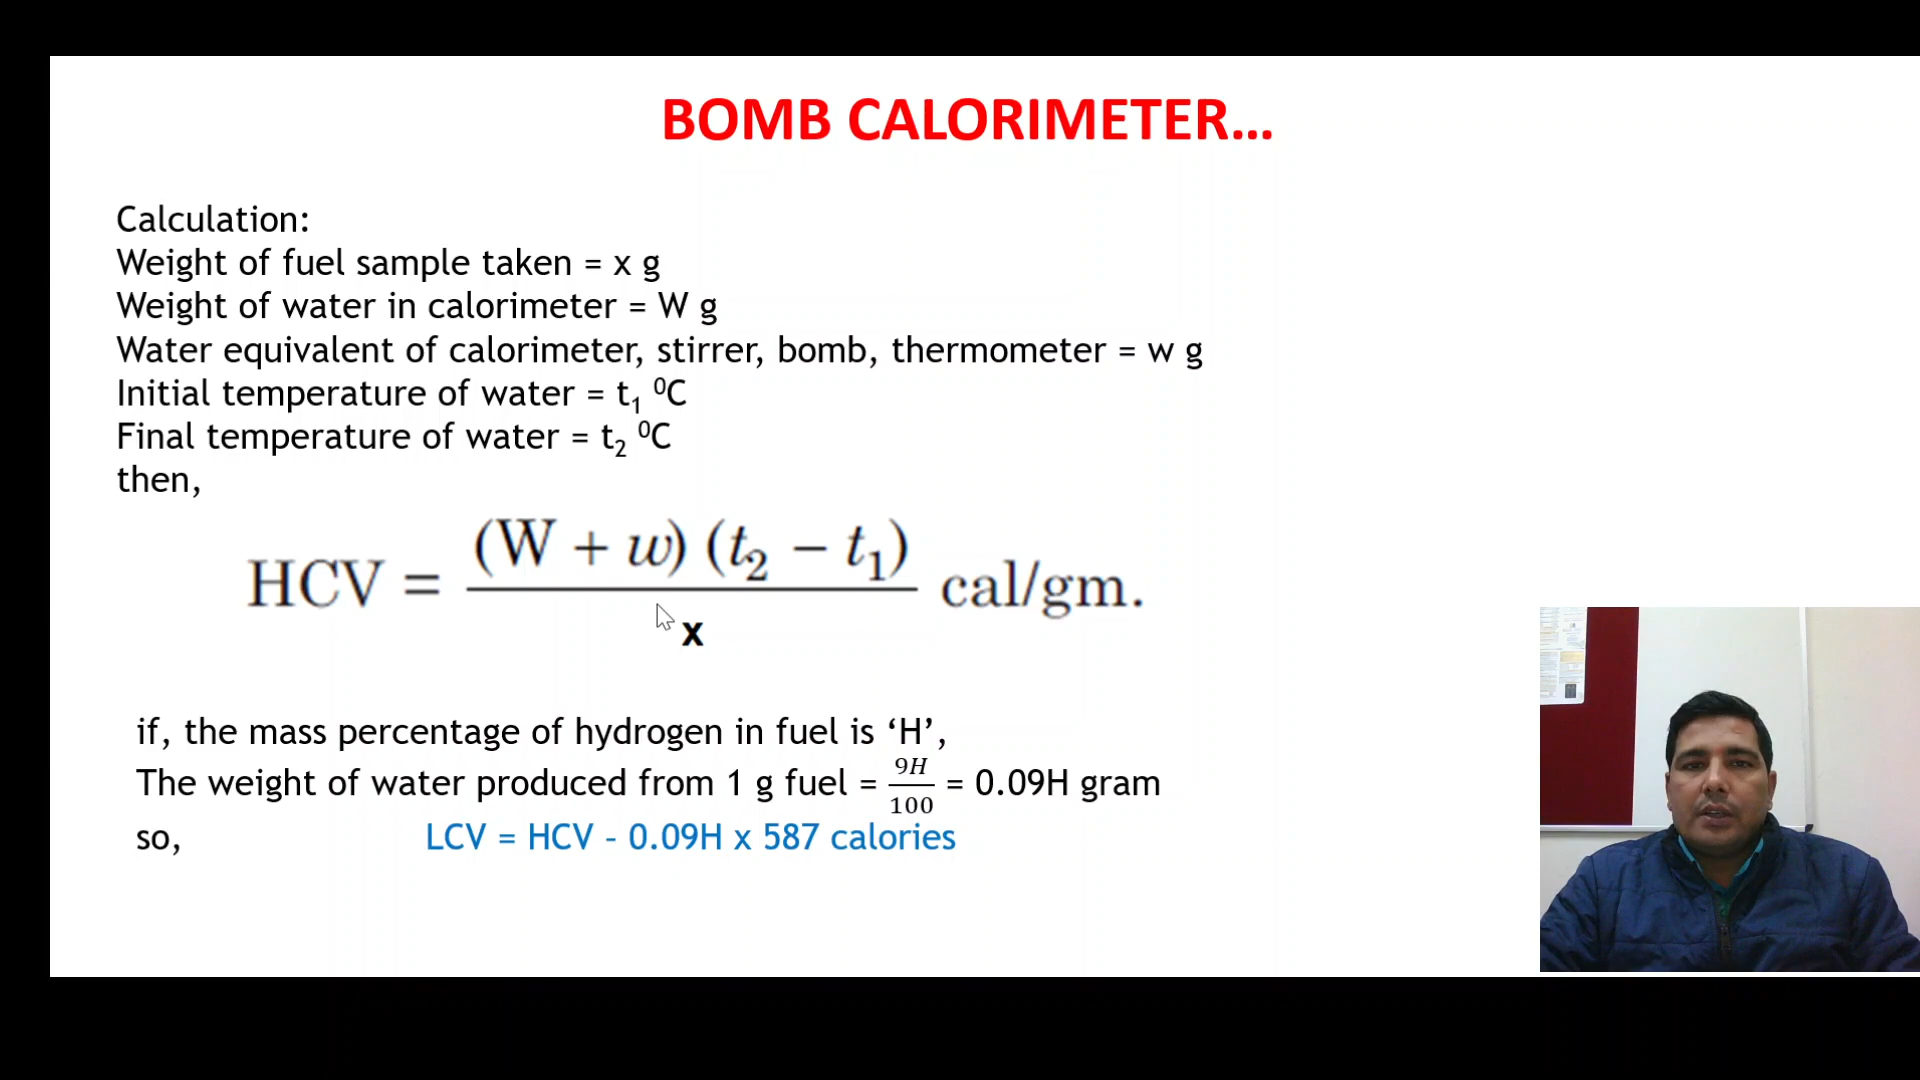 BOMB CALORIMETER...
Calculation:
Weight of fuel sample taken = x g
Weight of water in calorimeter = W g
Water equivalent of calorimeter, stirrer, bomb, thermometer = w g
Initial temperature of water = t₁ ⁰C
Final temperature of water = t₂ ⁰C
then,
HCV = (W + w) (t₂ – t₁) / x cal/gm.
if, the mass percentage of hydrogen in fuel is ‘H’,
The weight of water produced from 1 g fuel = 9H/100 = 0.09H gram
so, LCV = HCV – 0.09H x 587 calories